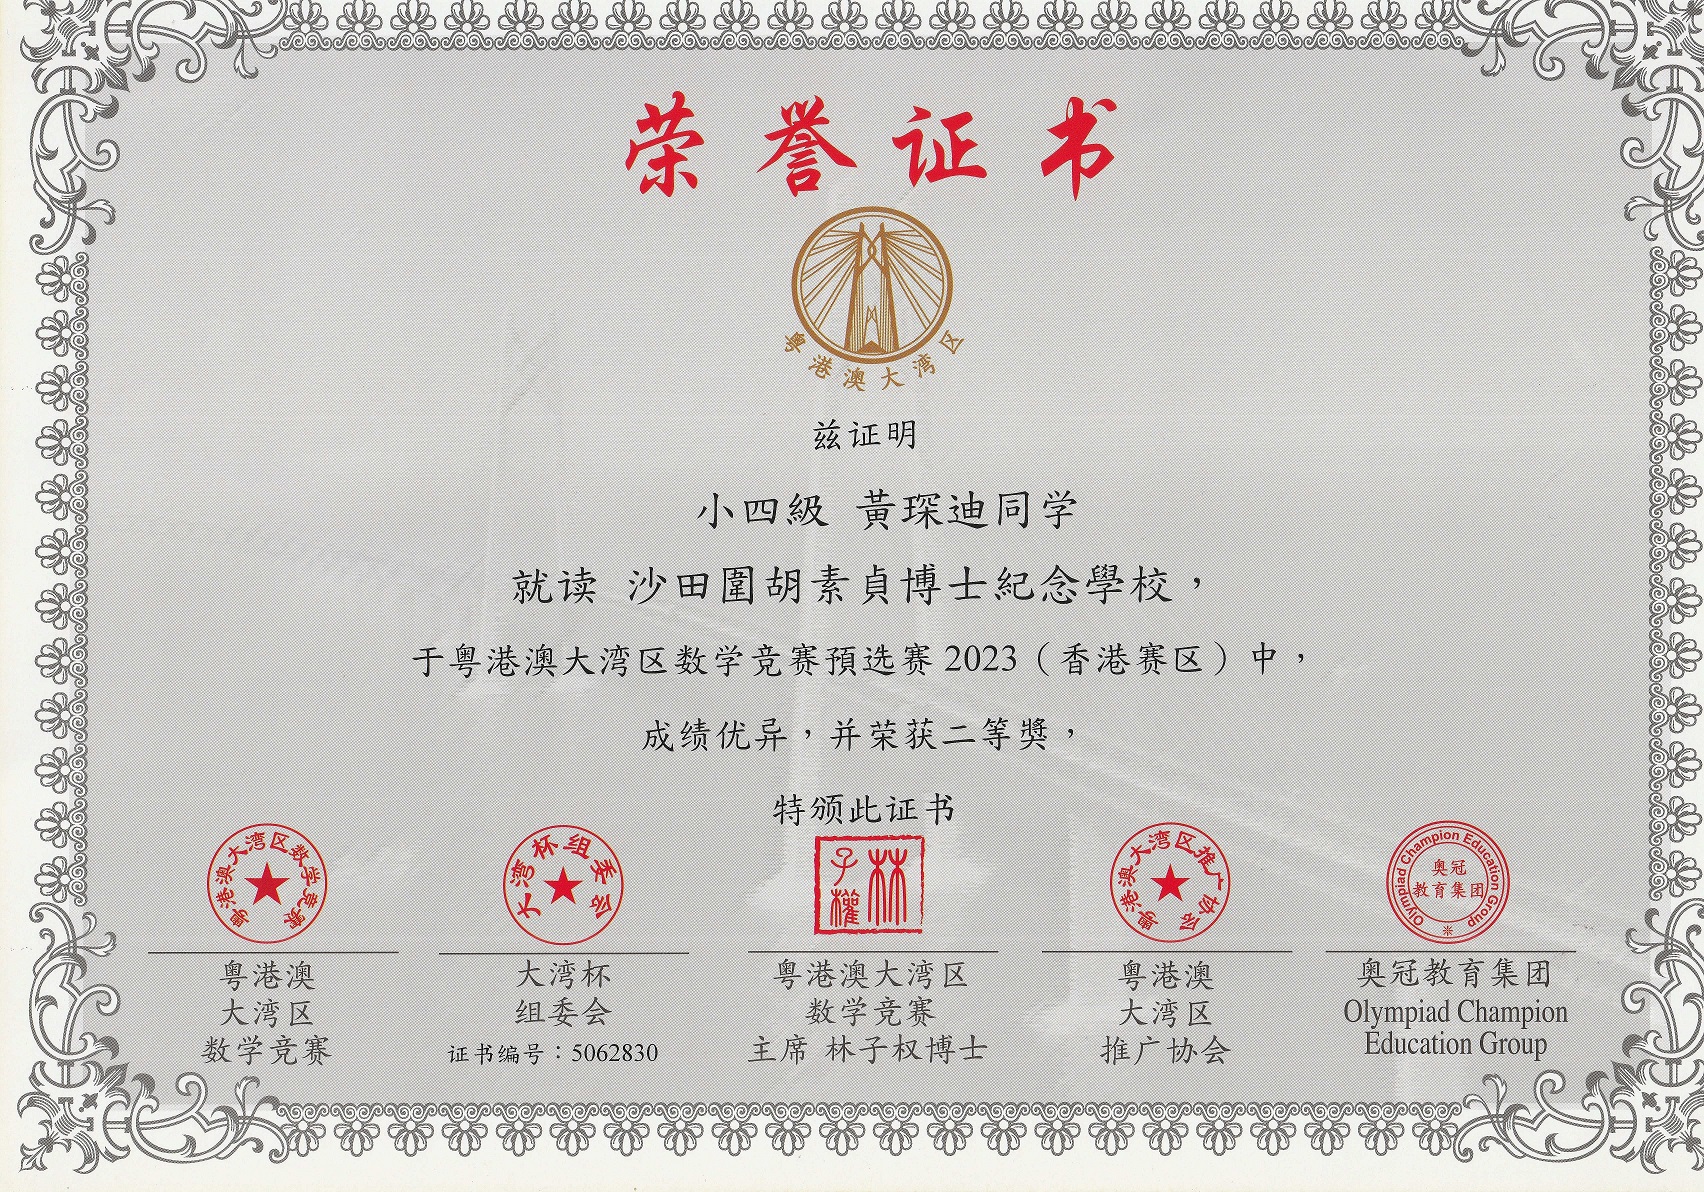 荣誉证书
粤港澳大湾区
兹证明
小四級 黃琛迪同学
就读 沙田圍胡素貞博士紀念學校，
于粤港澳大湾区数学竞赛預选赛 2023（香港赛区）中，
成绩优异，并荣获二等獎，
特颁此证书
粤港澳大湾区数学竞赛
大湾杯组委会
林子權
粤港澳大湾区推广协会
Olympiad Champion Education Group
奥冠
教育集团
粤港澳
大湾区
数学竞赛
大湾杯
组委会
证书编号：5062830
粤港澳大湾区
数学竞赛
主席 林子权博士
粤港澳
大湾区
推广协会
奥冠教育集团
Olympiad Champion
Education Group